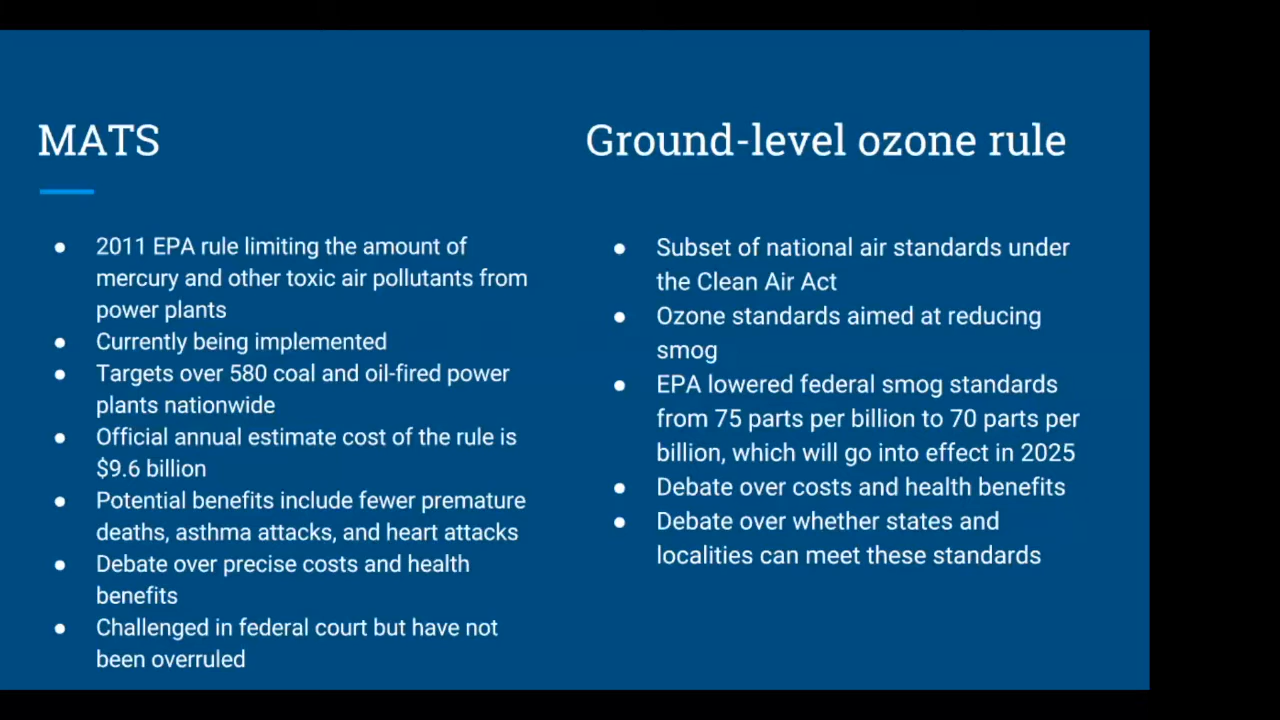 MATS
● 2011 EPA rule limiting the amount of
mercury and other toxic air pollutants from
power plants
● Currently being implemented
● Targets over 580 coal and oil-fired power
plants nationwide
● Official annual estimate cost of the rule is
$9.6 billion
● Potential benefits include fewer premature
deaths, asthma attacks, and heart attacks
● Debate over precise costs and health
benefits
● Challenged in federal court but have not
been overruled
Ground-level ozone rule
● Subset of national air standards under
the Clean Air Act
● Ozone standards aimed at reducing
smog
● EPA lowered federal smog standards
from 75 parts per billion to 70 parts per
billion, which will go into effect in 2025
● Debate over costs and health benefits
● Debate over whether states and
localities can meet these standards